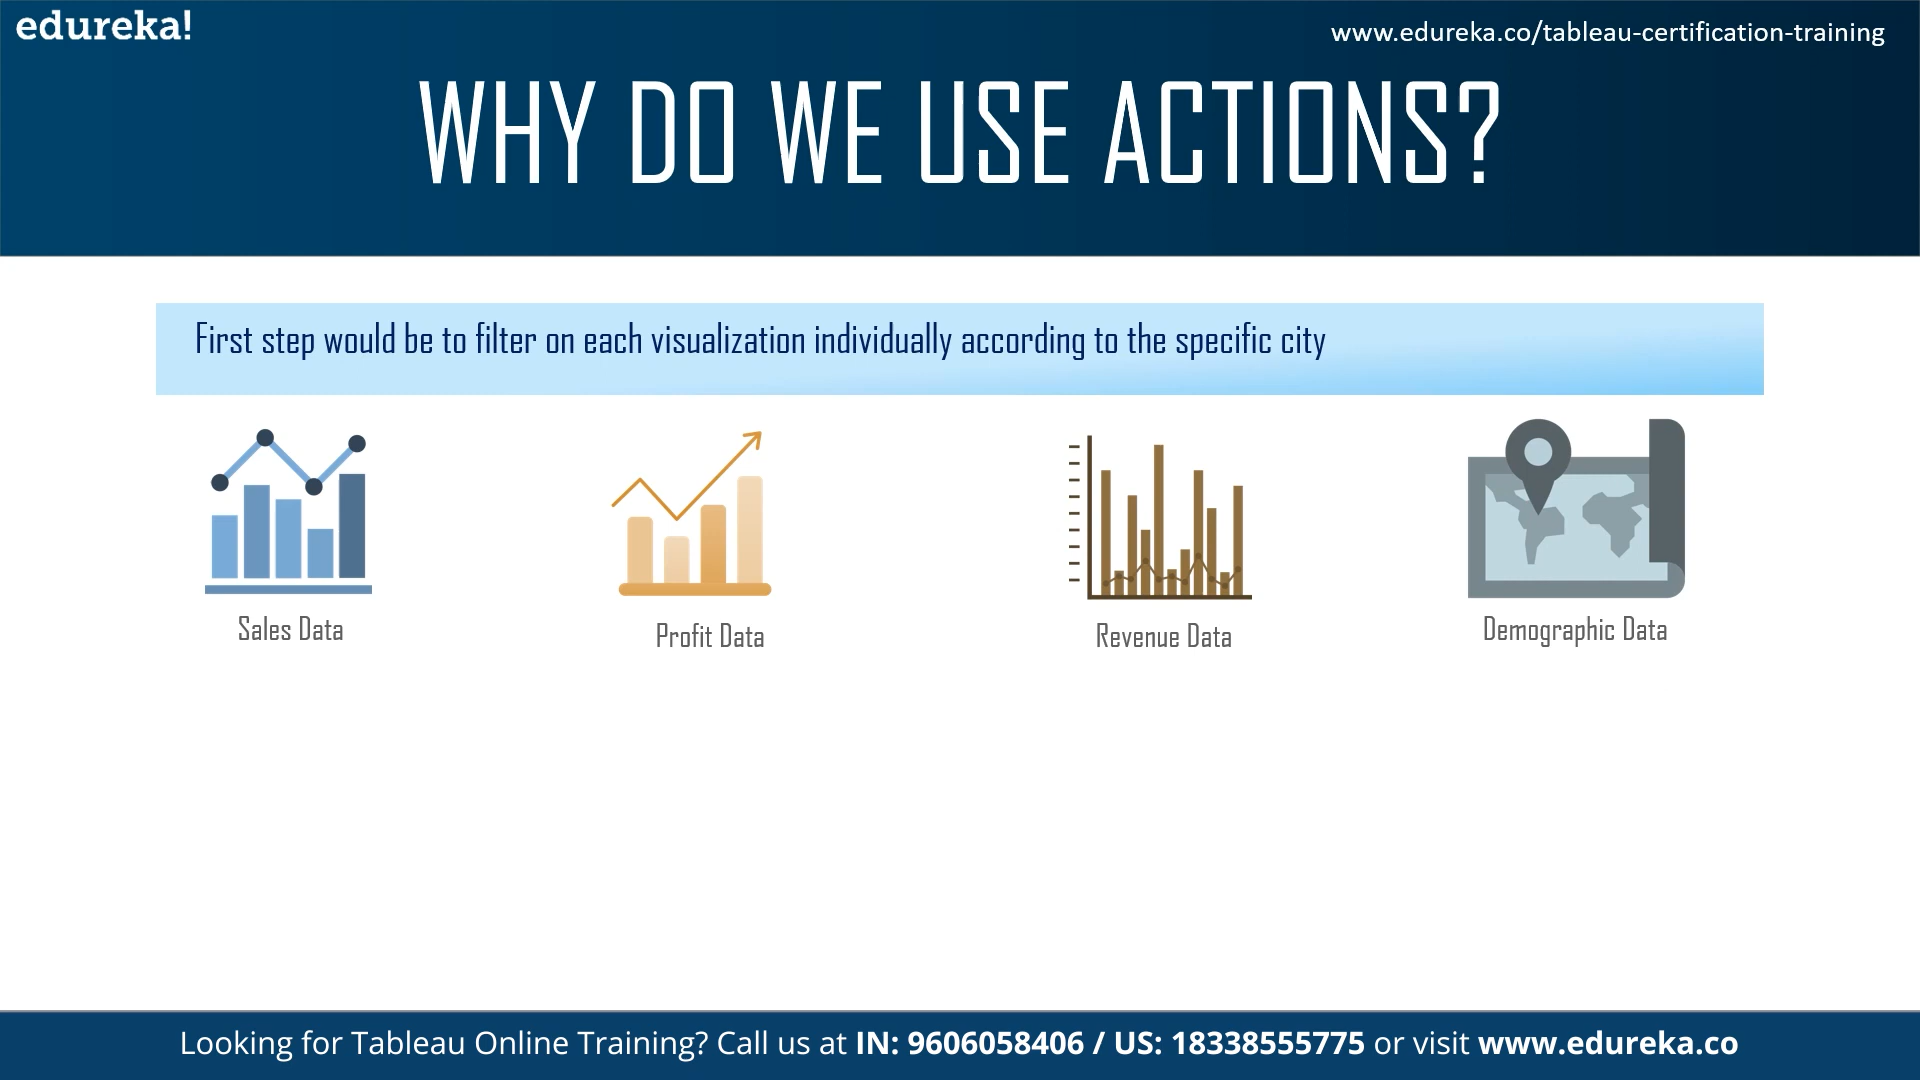 edureka!
www.edureka.co/tableau-certification-training
WHY DO WE USE ACTIONS?
First step would be to filter on each visualization individually according to the specific city
Sales Data
Profit Data
Revenue Data
Demographic Data
Looking for Tableau Online Training? Call us at IN: 9606058406 / US: 18338555775 or visit www.edureka.co